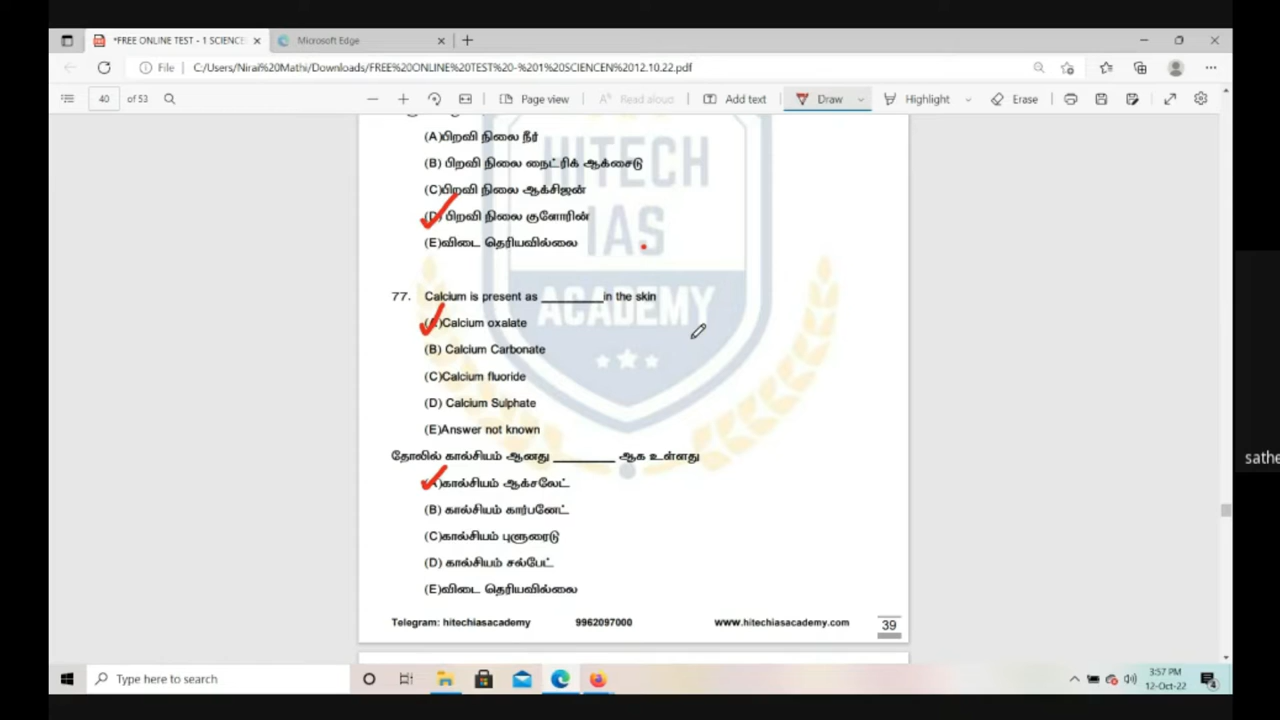 *FREE ONLINE TEST - 1 SCIENCE
Microsoft Edge
File
C:/Users/Nirai%20Mathi/Downloads/FREE%20ONLINE%20TEST%20-%201%20SCIENCEN%2012.10.22.pdf
40 of 53
Page view
Read aloud
Add text
Draw
Highlight
Erase
(A)பிறவி நிலை நீர்
(B) பிறவி நிலை நைட்ரிக் ஆக்சைடு
(C)பிறவி நிலை ஆக்சிஜன்
(D) பிறவி நிலை குளோரின்
(E)விடை தெரியவில்லை
HITECH
IAS
ACADEMY
77. Calcium is present as _________in the skin
(A)Calcium oxalate
(B) Calcium Carbonate
(C)Calcium fluoride
(D) Calcium Sulphate
(E)Answer not known
தோலில் கால்சியம் ஆனது _________ ஆக உள்ளது
(A)கால்சியம் ஆக்சலேட்
(B) கால்சியம் கார்பனேட்
(C)கால்சியம் புளுரைடு
(D) கால்சியம் சல்பேட்
(E)விடை தெரியவில்லை
Telegram: hitechiasacademy 9962097000 www.hitechiasacademy.com 39
sathe
Type here to search
3:57 PM
12-Oct-22
4